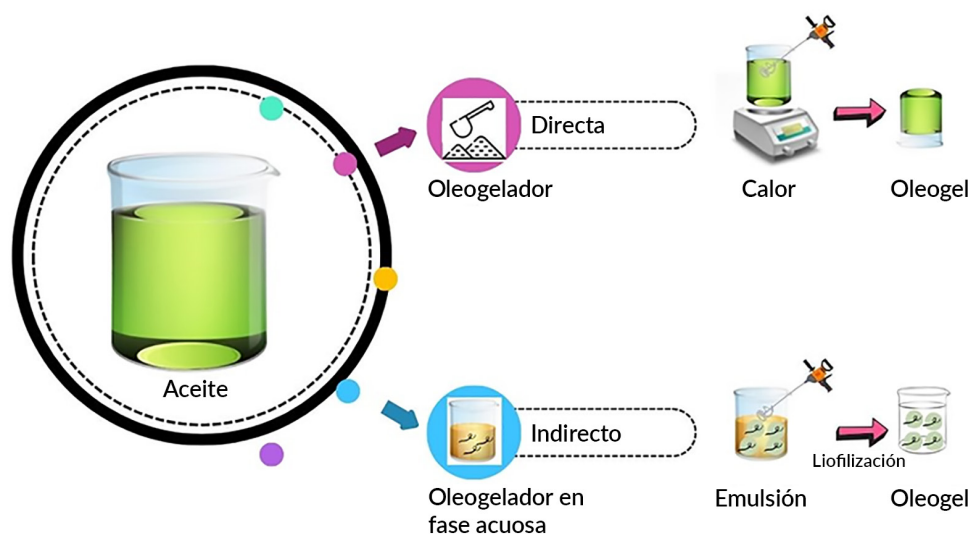 Aceite
Directa
Oleogelador
Calor
Oleogel
Indirecto
Oleogelador en
fase acuosa
Emulsión
Liofilización
Oleogel